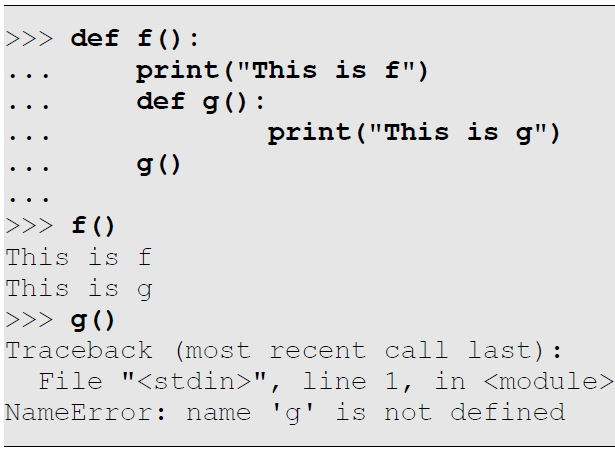 >>> def f():
...     print("This is f")
...     def g():
...             print("This is g")
...     g()
...
>>> f()
This is f
This is g
>>> g()
Traceback (most recent call last):
  File "<stdin>", line 1, in <module>
NameError: name 'g' is not defined